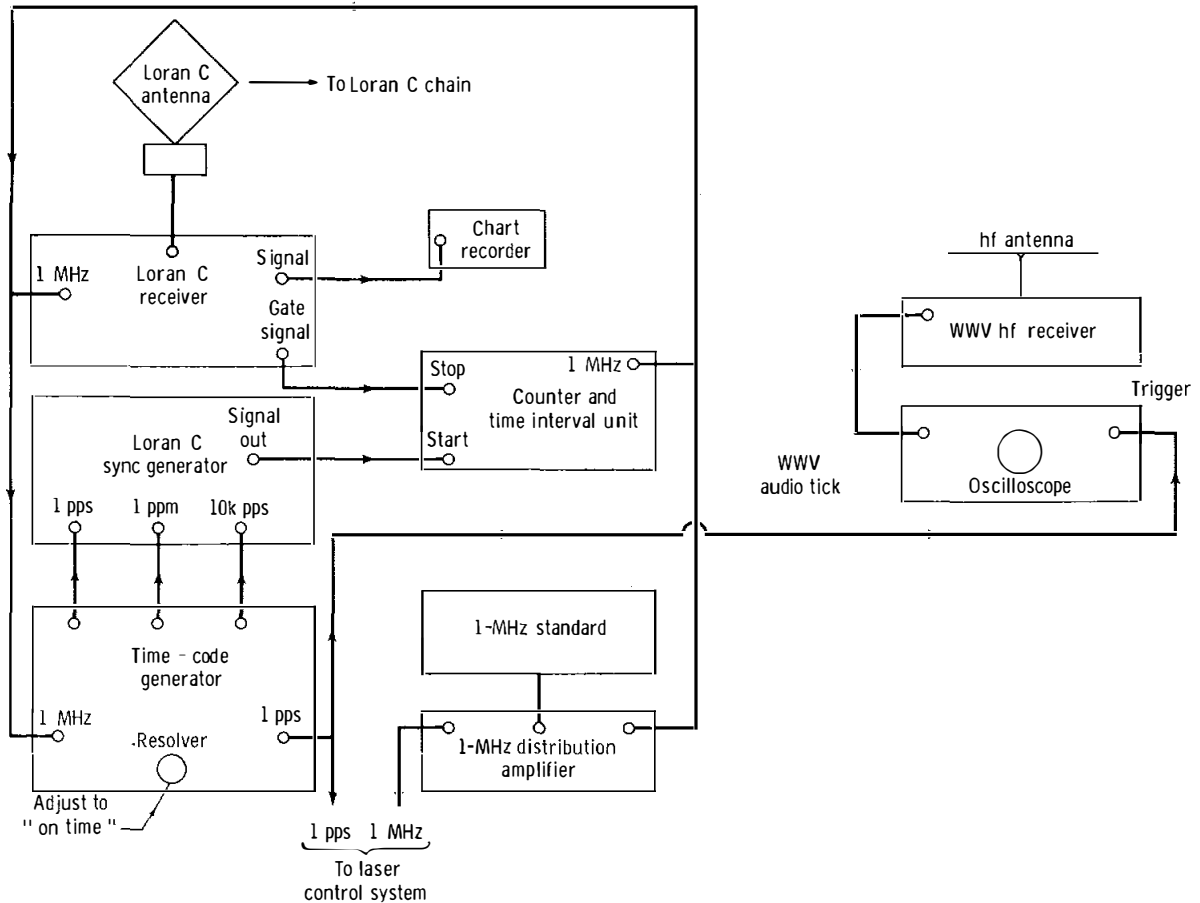 Loran C
antenna
To Loran C chain
Chart
recorder
Signal
1 MHz
Loran C
receiver
Gate
signal
hf antenna
WWV hf receiver
Stop
1 MHz
Counter and
time interval unit
Start
Trigger
Signal
out
Loran C
sync generator
1 pps
1 ppm
10k pps
WWV
audio tick
Oscilloscope
1-MHz standard
Time - code
generator
1 MHz
1 pps
Resolver
1-MHz distribution
amplifier
Adjust to
" on time "
1 pps
1 MHz
To laser
control system